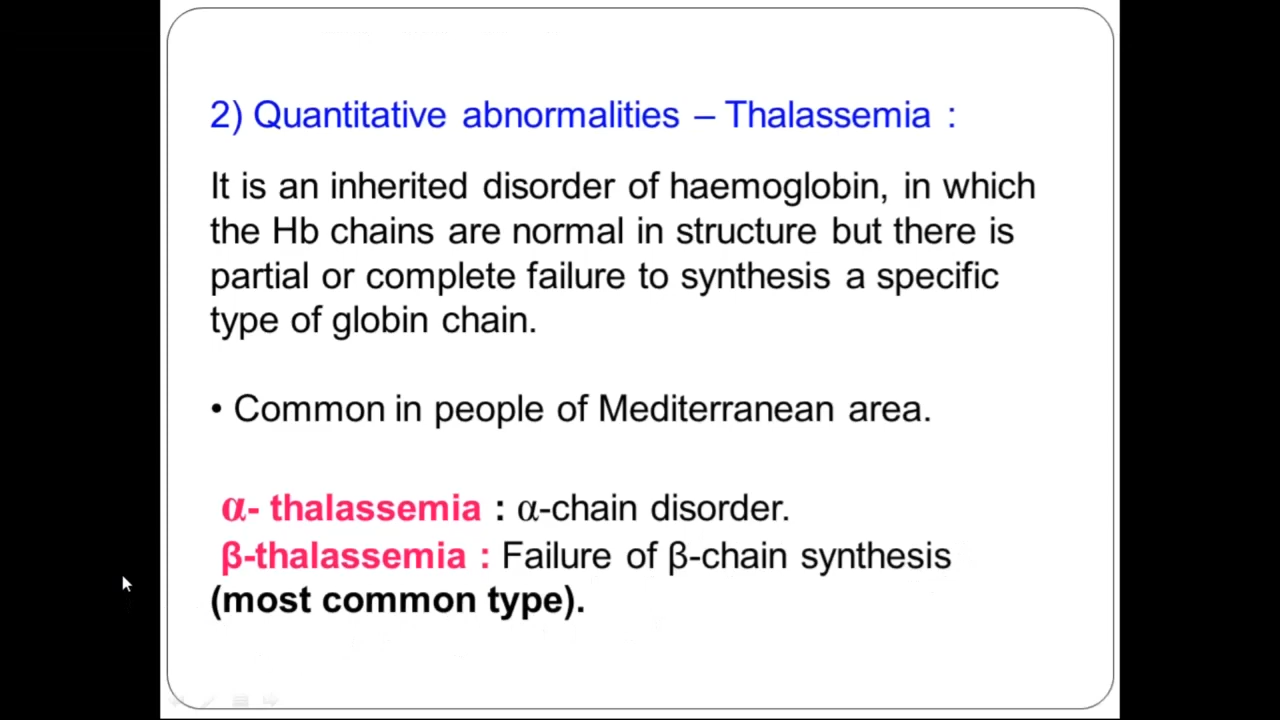 2) Quantitative abnormalities – Thalassemia :
It is an inherited disorder of haemoglobin, in which
the Hb chains are normal in structure but there is
partial or complete failure to synthesis a specific
type of globin chain.
• Common in people of Mediterranean area.
α- thalassemia : α-chain disorder.
β-thalassemia : Failure of β-chain synthesis
(most common type).